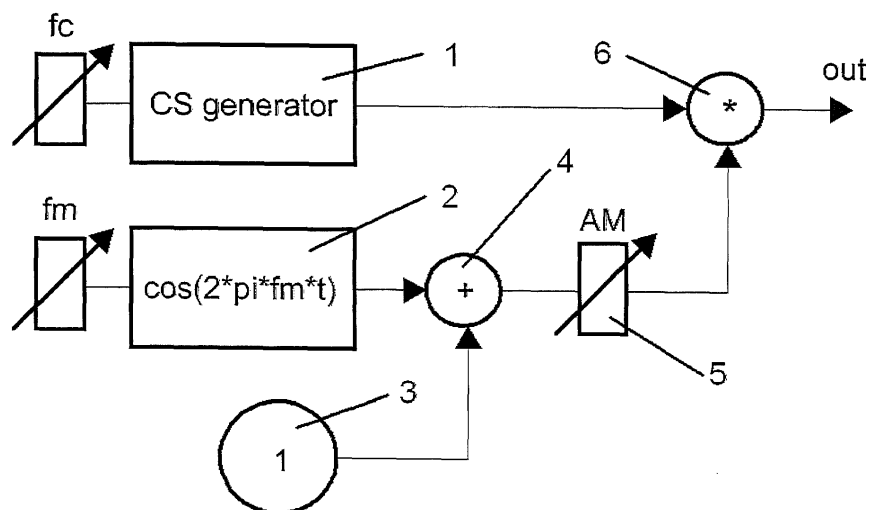 fc
1
6
out
CS generator
*
fm
2
4
AM
cos(2*pi*fm*t)
+
3
5
1